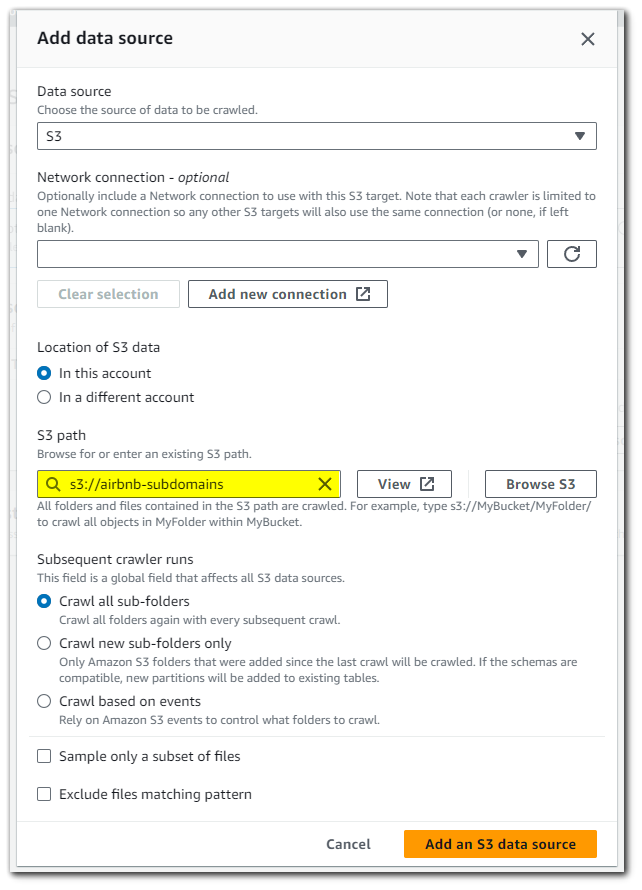 Add data source
Data source
Choose the source of data to be crawled.
S3
Network connection - optional
Optionally include a Network connection to use with this S3 target. Note that each crawler is limited to
one Network connection so any other S3 targets will also use the same connection (or none, if left
blank).
Clear selection
Add new connection
Location of S3 data
In this account
In a different account
S3 path
Browse for or enter an existing S3 path.
s3://airbnb-subdomains
View
Browse S3
All folders and files contained in the S3 path are crawled. For example, type s3://MyBucket/MyFolder/
to crawl all objects in MyFolder within MyBucket.
Subsequent crawler runs
This field is a global field that affects all S3 data sources.
Crawl all sub-folders
Crawl all folders again with every subsequent crawl.
Crawl new sub-folders only
Only Amazon S3 folders that were added since the last crawl will be crawled. If the schemas are
compatible, new partitions will be added to existing tables.
Crawl based on events
Rely on Amazon S3 events to control what folders to crawl.
Sample only a subset of files
Exclude files matching pattern
Cancel
Add an S3 data source